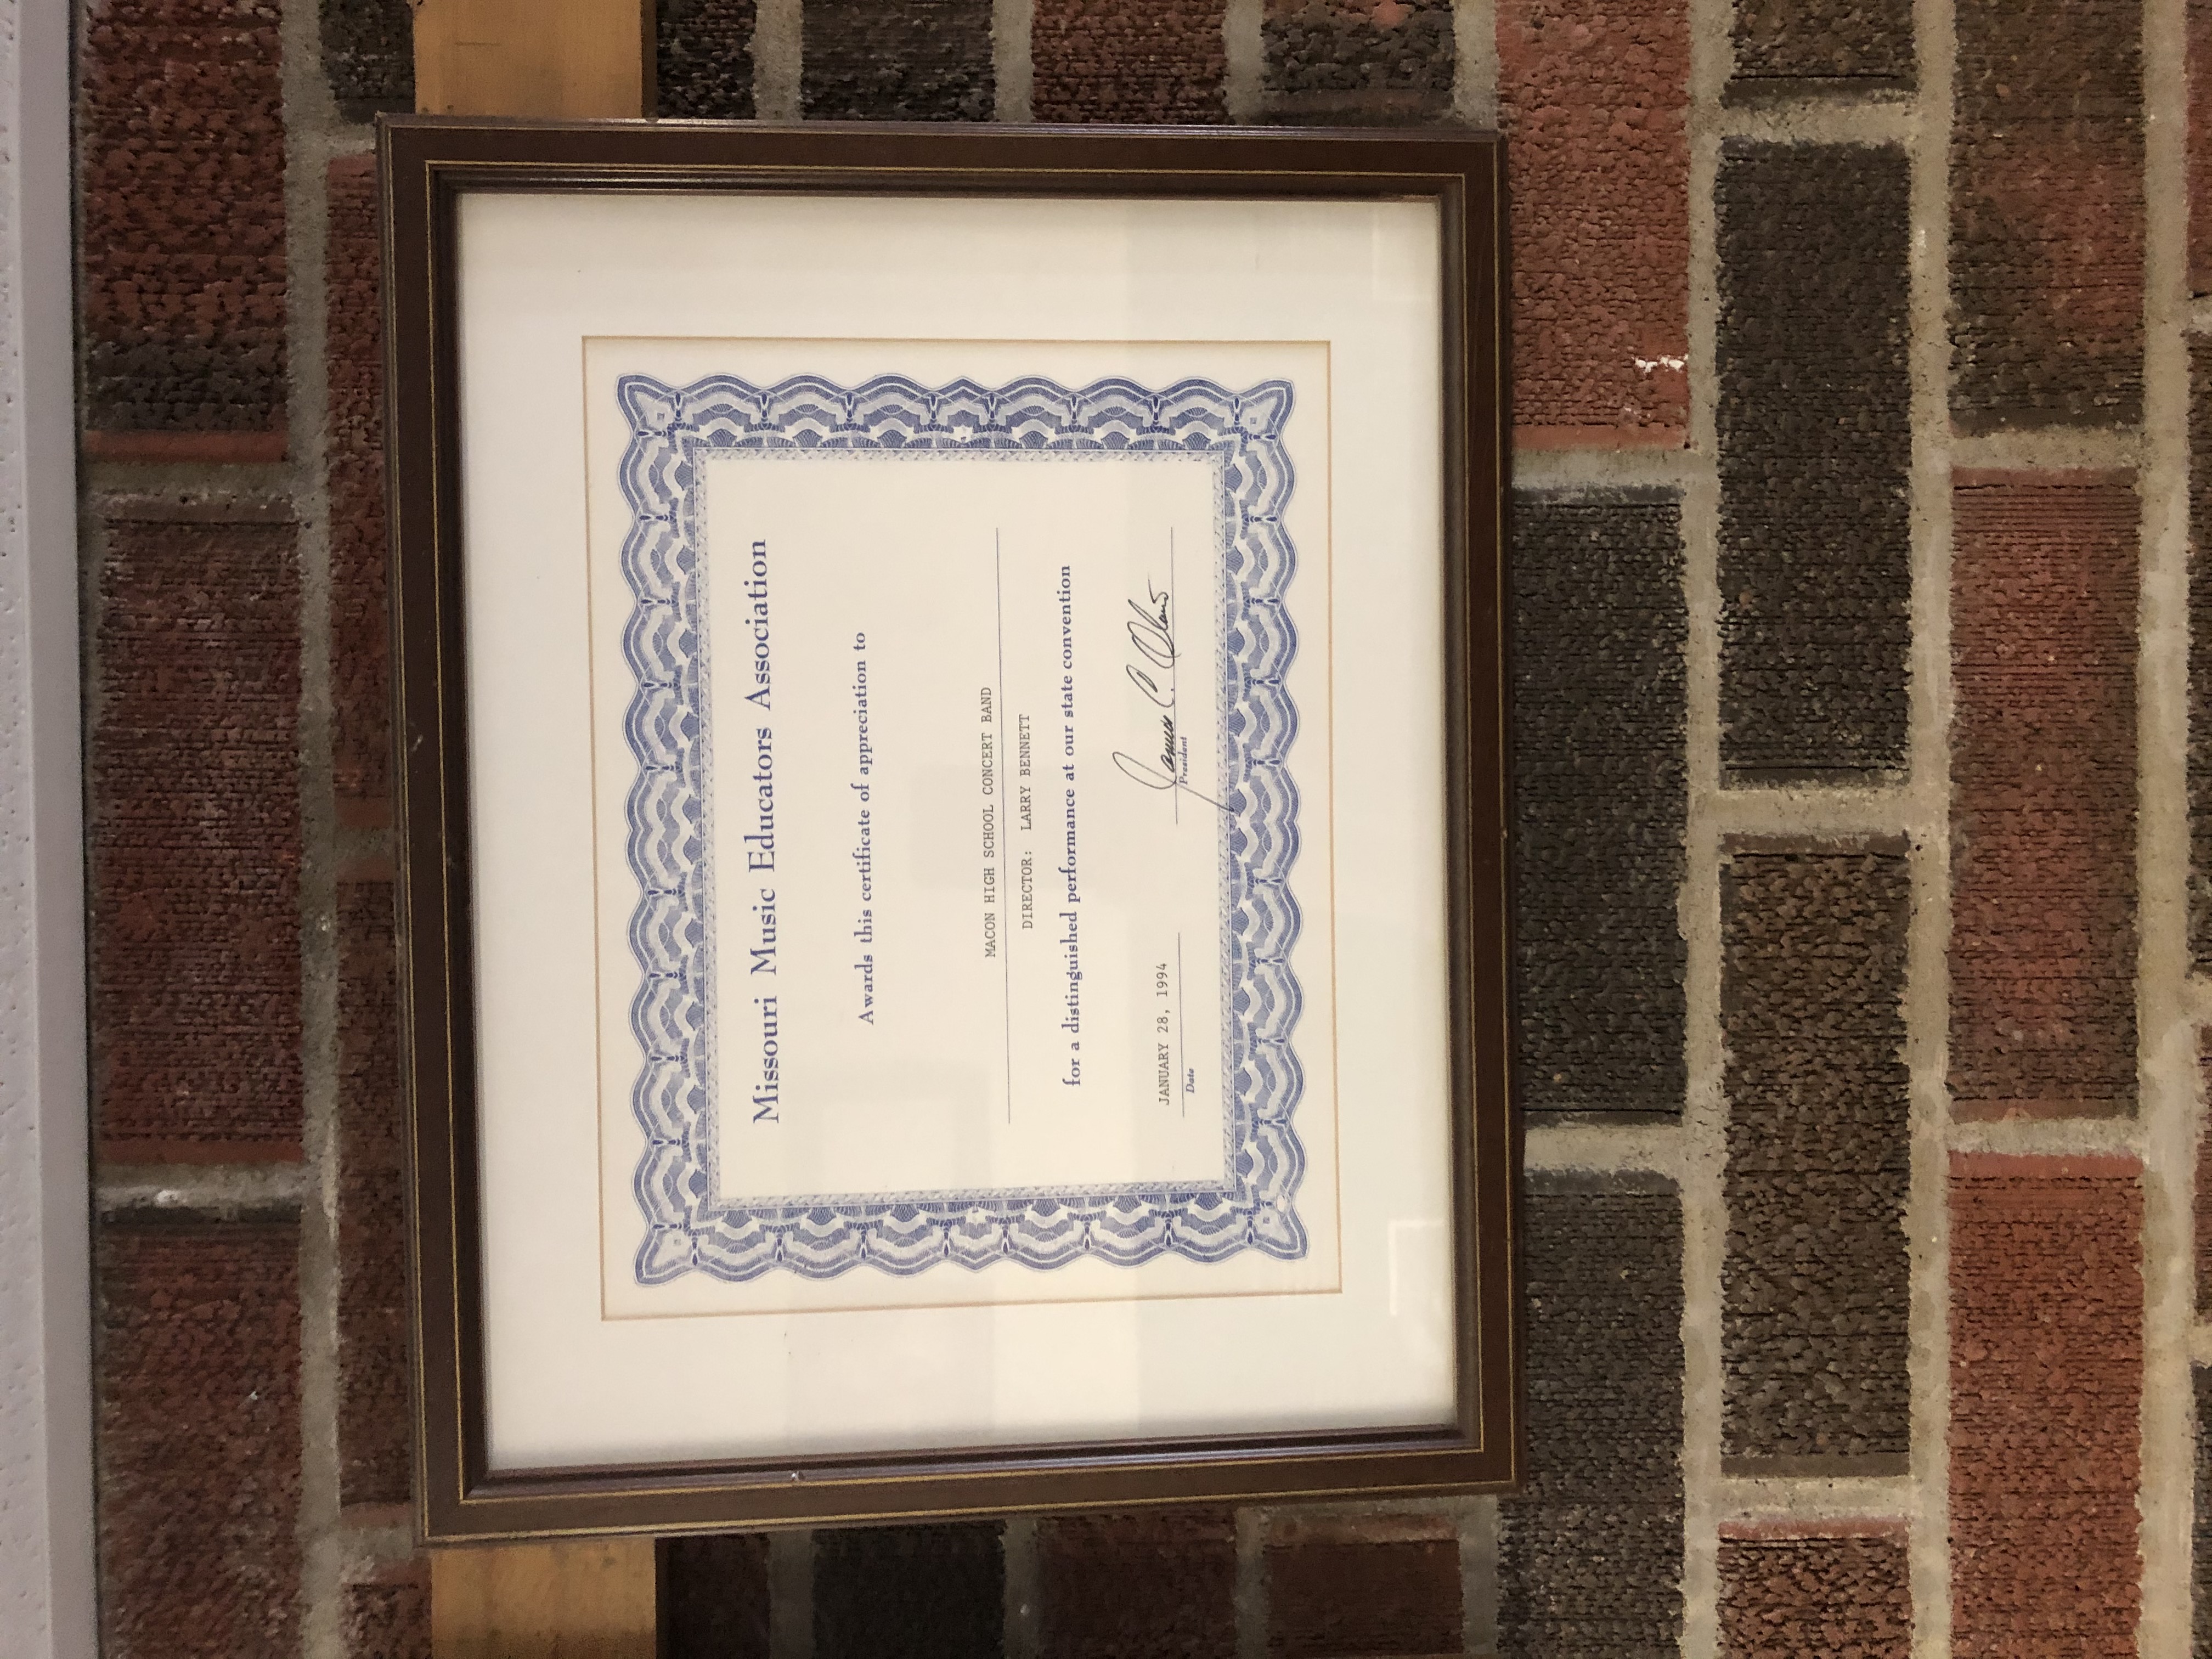 Missouri Music Educators Association
Awards this certificate of appreciation to
MACON HIGH SCHOOL CONCERT BAND
DIRECTOR: LARRY BENNETT
for a distinguished performance at our state convention
JANUARY 28, 1994
James C.
Date
President